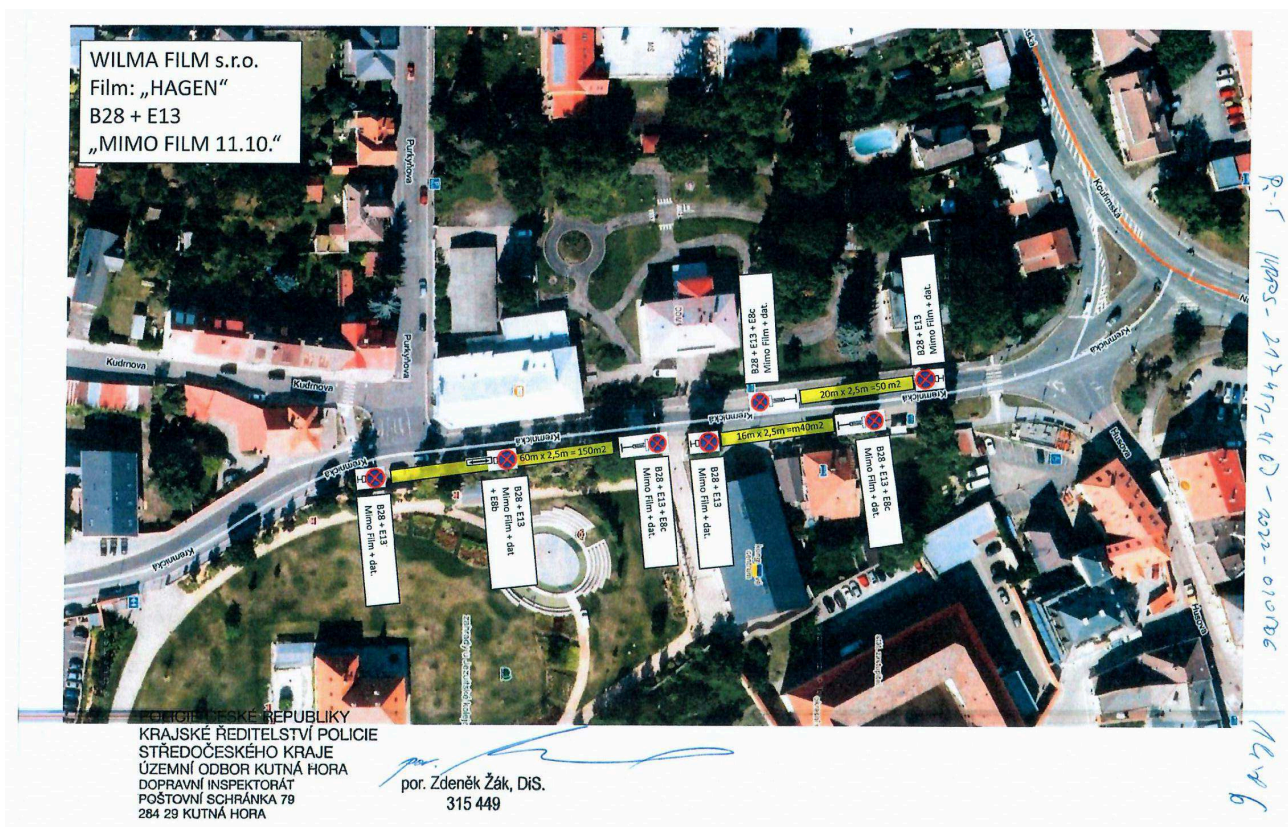 WILMA FILM s.r.o.
Film: „HAGEN“
B28 + E13
„MIMO FILM 11.10.“
Purkyňova
MŠ
Kouřimská
Purkyňova
Kudrnova
Kudrnova
B28 + E13 + E8c
Mimo Film + dat.
B28 + E13
Mimo Film + dat.
Kremnická
20m x 2,5m =50 m2
Kremnická
Kremnická
16m x 2,5m =m40m2
Kremnická
60m x 2,5m = 150m2
Husova
B28 + E13
Mimo Film + dat.
B28 + E13
Mimo Film + dat
+ E8b
B28 + E13 + E8c
Mimo Film + dat.
B28 + E13
Mimo Film + dat.
B28 + E13 + E8c
Mimo Film + dat.
Kremnická
Husova
POLICIE ČESKÉ REPUBLIKY
KRAJSKÉ ŘEDITELSTVÍ POLICIE
STŘEDOČESKÉHO KRAJE
ÚZEMNÍ ODBOR KUTNÁ HORA
DOPRAVNÍ INSPEKTORÁT
POŠTOVNÍ SCHRÁNKA 79
284 29 KUTNÁ HORA
por.
por. Zdeněk Žák, DiS.
315 449